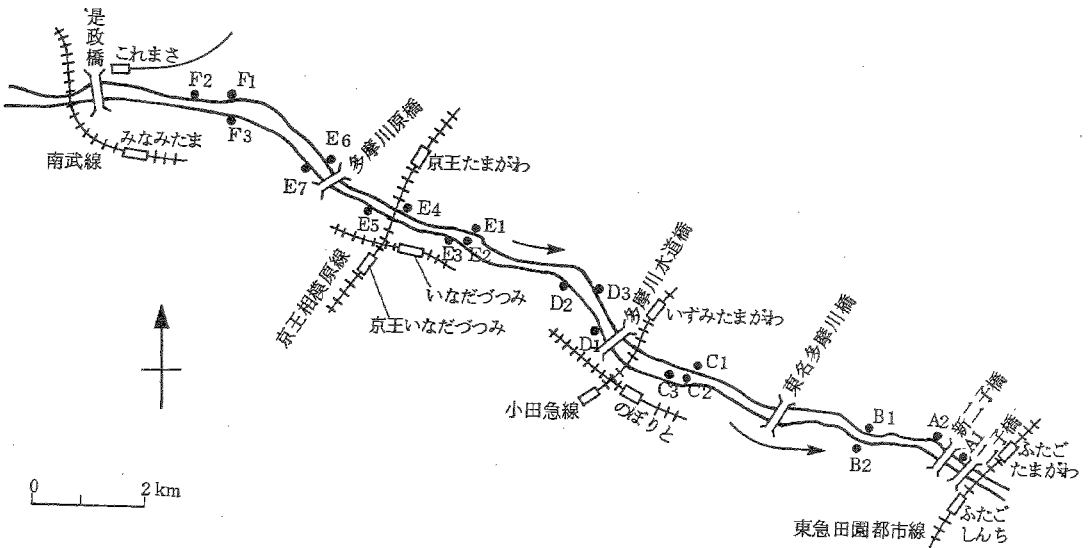 是政橋
これまさ
F2
F1
F3
みなみたま
南武線
E6
多摩川原橋
E7
京王たまがわ
E4
E5
E1
E3
E2
京王相模原線
いなだづつみ
京王いなだづつみ
D2
D3
多摩川水道橋
D1
いずみたまがわ
C1
C3
C2
小田急線
のぼりと
東名多摩川橋
B1
B2
A2
新二子橋
二子橋
A1
ふたご
たまがわ
ふたご
しんち
東急田園都市線
0
2 km